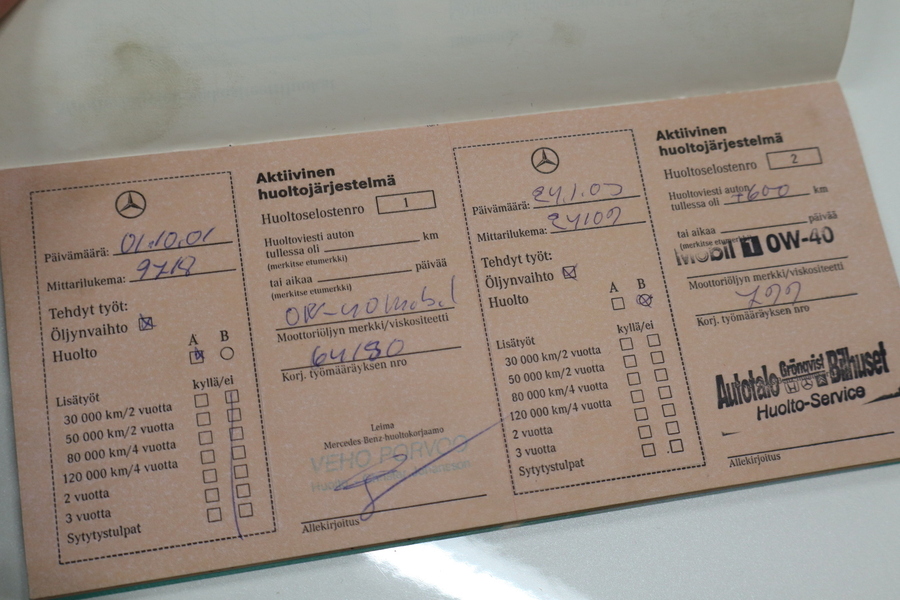 Päivämäärä: 01.10.01
Mittarilukema: 9718
Tehdyt työt:
Öljynvaihto
Huolto
A B
Lisätyöt kyllä/ei
30 000 km/2 vuotta
50 000 km/2 vuotta
80 000 km/4 vuotta
120 000 km/4 vuotta
2 vuotta
3 vuotta
Sytytystulpat
Aktiivinen
huoltojärjestelmä
Huoltoselostenro 1
Huoltoviesti auton
tullessa oli km
(merkitse etumerkki)
tai aikaa päivää
(merkitse etumerkki)
Moottoriöljyn merkki/viskositeetti
64180
Korj. työmääräyksen nro
Leima
Mercedes-Benz-huoltokorjaamo
VEHO PORVOO
Allekirjoitus
Päivämäärä:
Mittarilukema:
Tehdyt työt:
Öljynvaihto
Huolto
A B
Lisätyöt kyllä/ei
30 000 km/2 vuotta
50 000 km/2 vuotta
80 000 km/4 vuotta
120 000 km/4 vuotta
2 vuotta
3 vuotta
Sytytystulpat
Aktiivinen
huoltojärjestelmä
Huoltoselostenro 2
Huoltoviesti auton
tullessa oli +600 km
tai aikaa päivää
(merkitse etumerkki)
Mobil 1 0W-40
Moottoriöljyn merkki/viskositeetti
Korj. työmääräyksen nro
Autotalo Grönqvist Bilhuset
Huolto-Service
Allekirjoitus